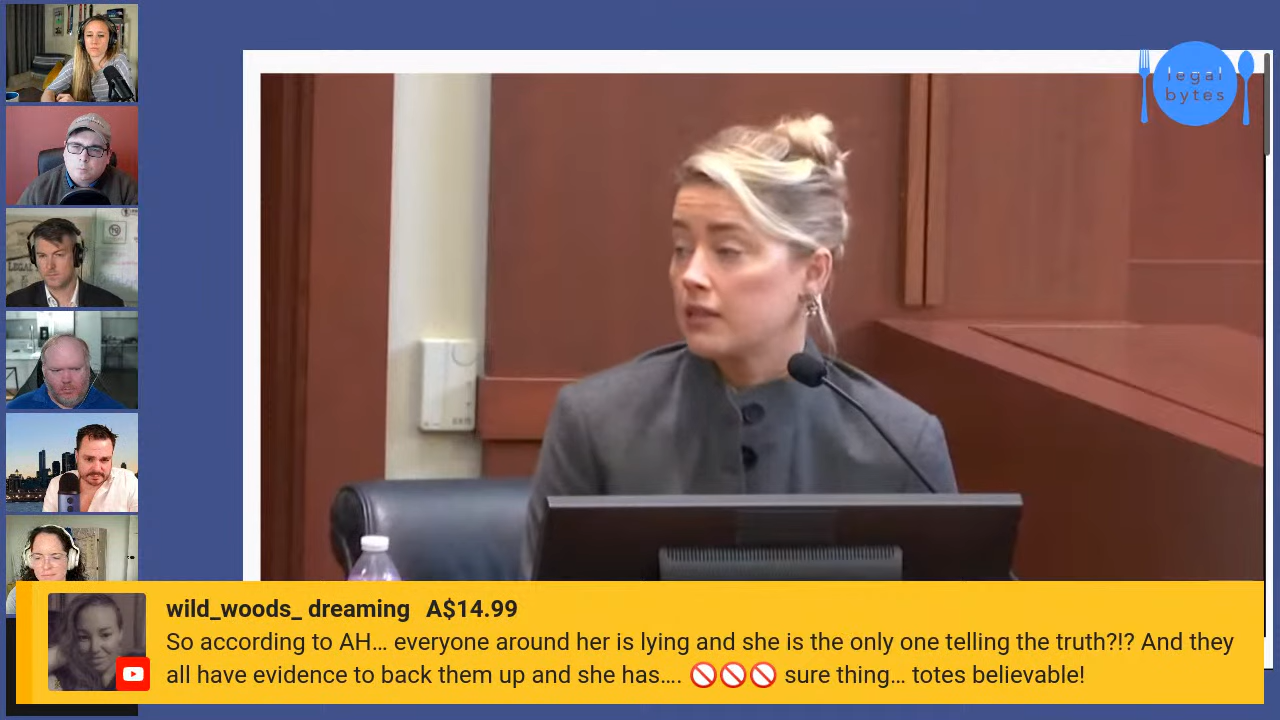 legal
bytes
wild_woods_ dreaming A$14.99
So according to AH... everyone around her is lying and she is the only one telling the truth?!? And they
all have evidence to back them up and she has.... 🚫🚫🚫 sure thing... totes believable!